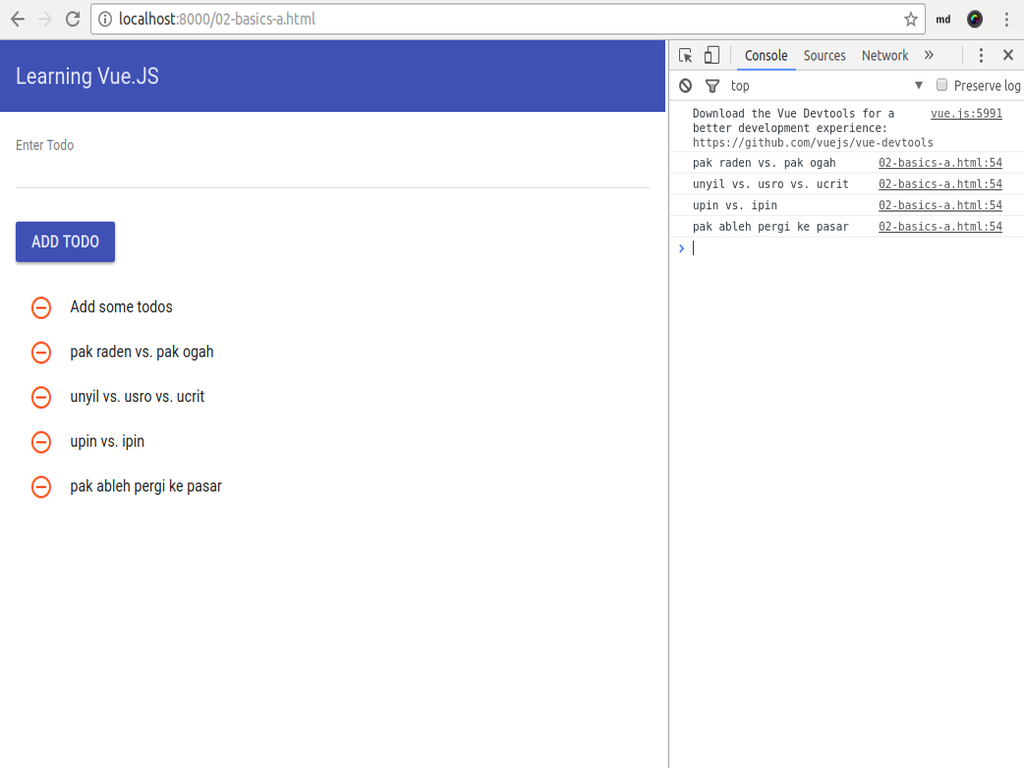 localhost:8000/02-basics-a.html
md
Learning Vue.JS
Enter Todo
ADD TODO
Add some todos
pak raden vs. pak ogah
unyil vs. usro vs. ucrit
upin vs. ipin
pak ableh pergi ke pasar
Console Sources Network »
top Preserve log
Download the Vue Devtools for a vue.js:5991
better development experience:
https://github.com/vuejs/vue-devtools
pak raden vs. pak ogah 02-basics-a.html:54
unyil vs. usro vs. ucrit 02-basics-a.html:54
upin vs. ipin 02-basics-a.html:54
pak ableh pergi ke pasar 02-basics-a.html:54